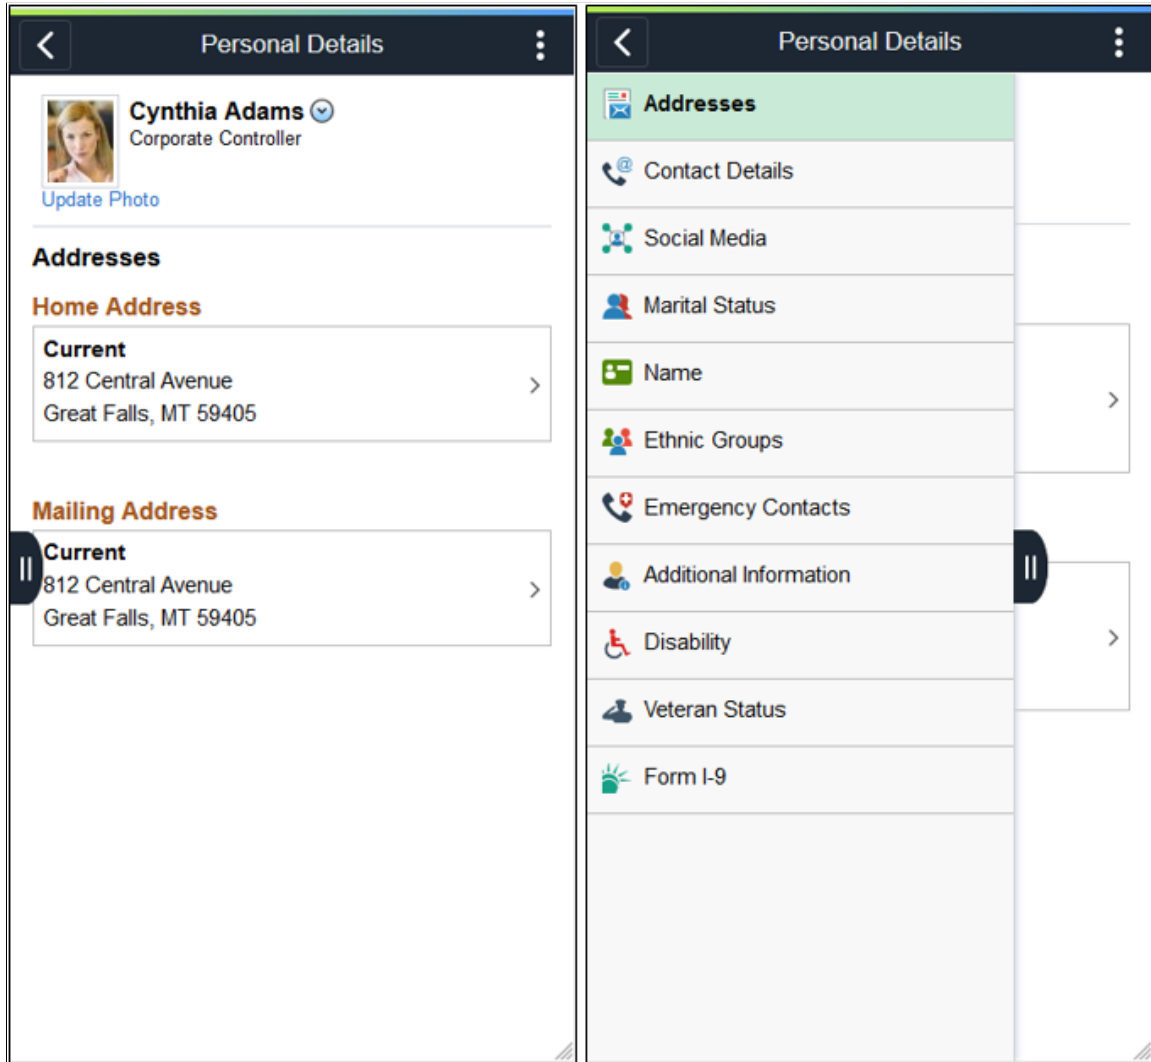 Personal Details
Cynthia Adams
Corporate Controller
Update Photo
Addresses
Home Address
Current
812 Central Avenue
Great Falls, MT 59405
Mailing Address
Current
812 Central Avenue
Great Falls, MT 59405
Personal Details
Addresses
Contact Details
Social Media
Marital Status
Name
Ethnic Groups
Emergency Contacts
Additional Information
Disability
Veteran Status
Form I-9